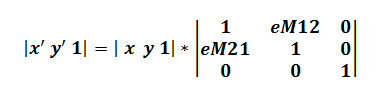 1 eM12 0
|x′ y′ 1| = | x y 1| * |eM21 1 0|
0 0 1